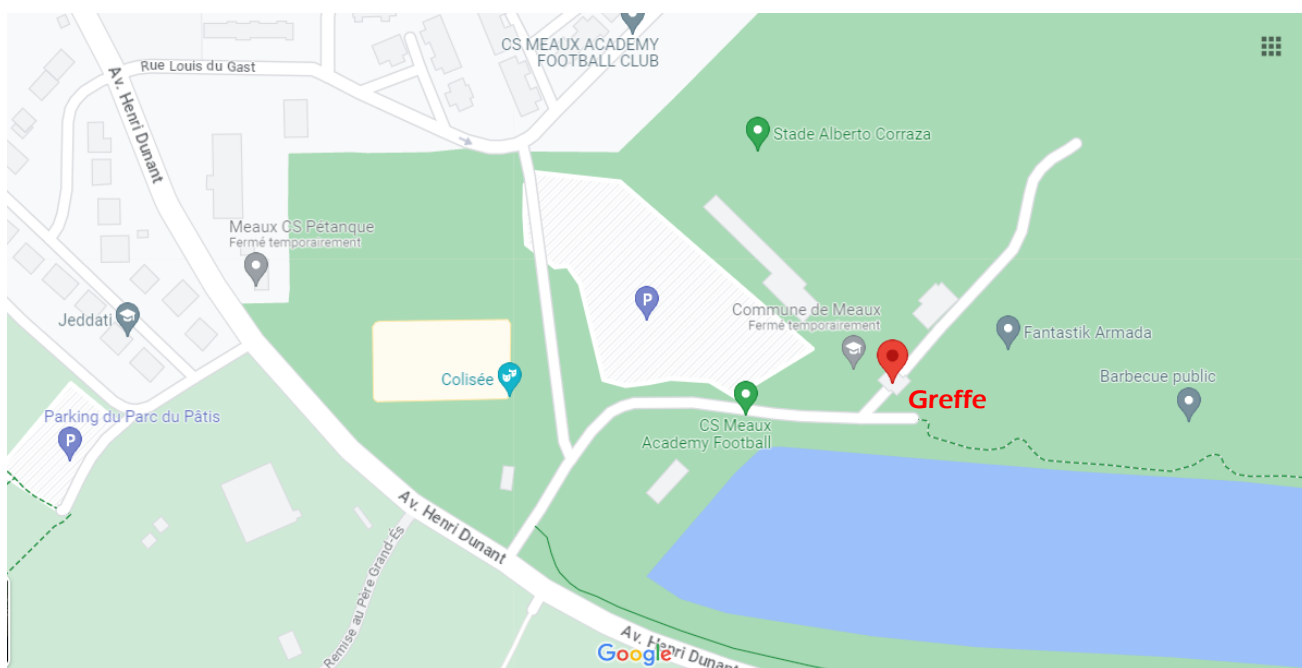 CS MEAUX ACADEMY
FOOTBALL CLUB
Rue Louis du Gast
Av. Henri Dunant
Stade Alberto Corraza
Meaux CS Pétanque
Fermé temporairement
P
Commune de Meaux
Fermé temporairement
Jeddati
Fantastik Armada
Colisée
Barbecue public
Greffe
Parking du Parc du Pâtis
P
CS Meaux
Academy Football
Av. Henri Dunant
Remise au Père Grand-És
Av. Henri Dunant
Google